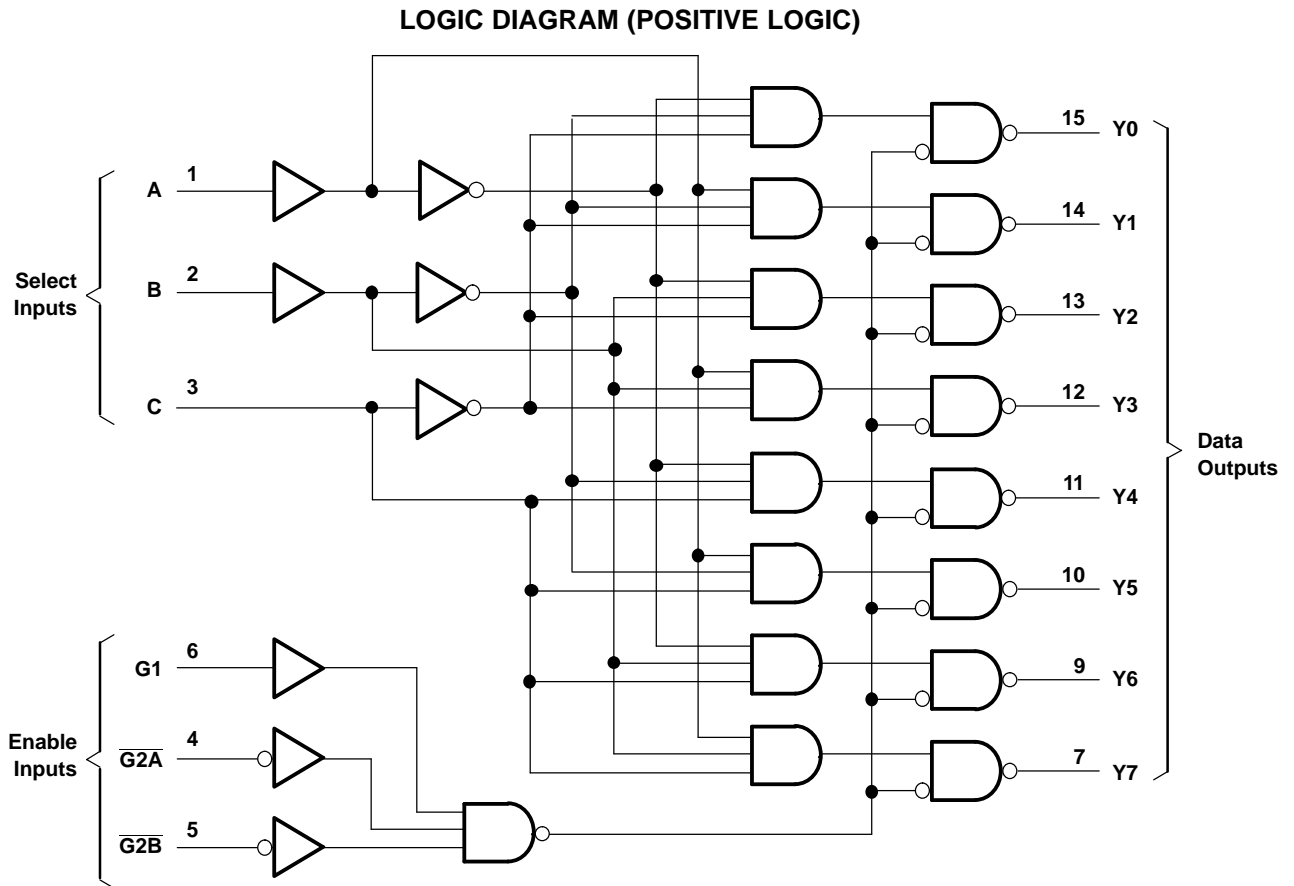 LOGIC DIAGRAM (POSITIVE LOGIC)
15 Y0
A 1
14 Y1
Select
Inputs
B 2
13 Y2
C 3
12 Y3
Data
Outputs
11 Y4
10 Y5
G1 6
9 Y6
Enable
Inputs
G2A 4
7 Y7
G2B 5